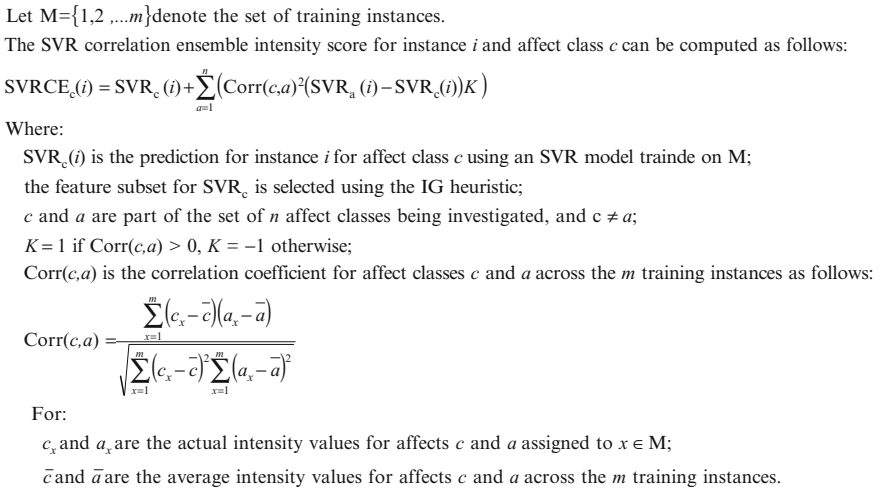 Let M={1,2 ,...m}denote the set of training instances.
The SVR correlation ensemble intensity score for instance i and affect class c can be computed as follows:
SVRCE_c(i) = SVR_c (i)+∑_{a=1}^{n}(Corr(c,a)²(SVR_a (i)−SVR_c(i))K )
Where:
SVR_c(i) is the prediction for instance i for affect class c using an SVR model trainde on M;
the feature subset for SVR_c is selected using the IG heuristic;
c and a are part of the set of n affect classes being investigated, and c ≠ a;
K= 1 if Corr(c,a) > 0, K = −1 otherwise;
Corr(c,a) is the correlation coefficient for affect classes c and a across the m training instances as follows:
Corr(c,a) = ∑_{x=1}^{m}(c_x−c̄)(a_x−ā) / √(∑_{x=1}^{m}(c_x−c̄)²∑_{x=1}^{m}(a_x−ā)²)
For:
c_x and a_x are the actual intensity values for affects c and a assigned to x ∈ M;
c̄ and ā are the average intensity values for affects c and a across the m training instances.